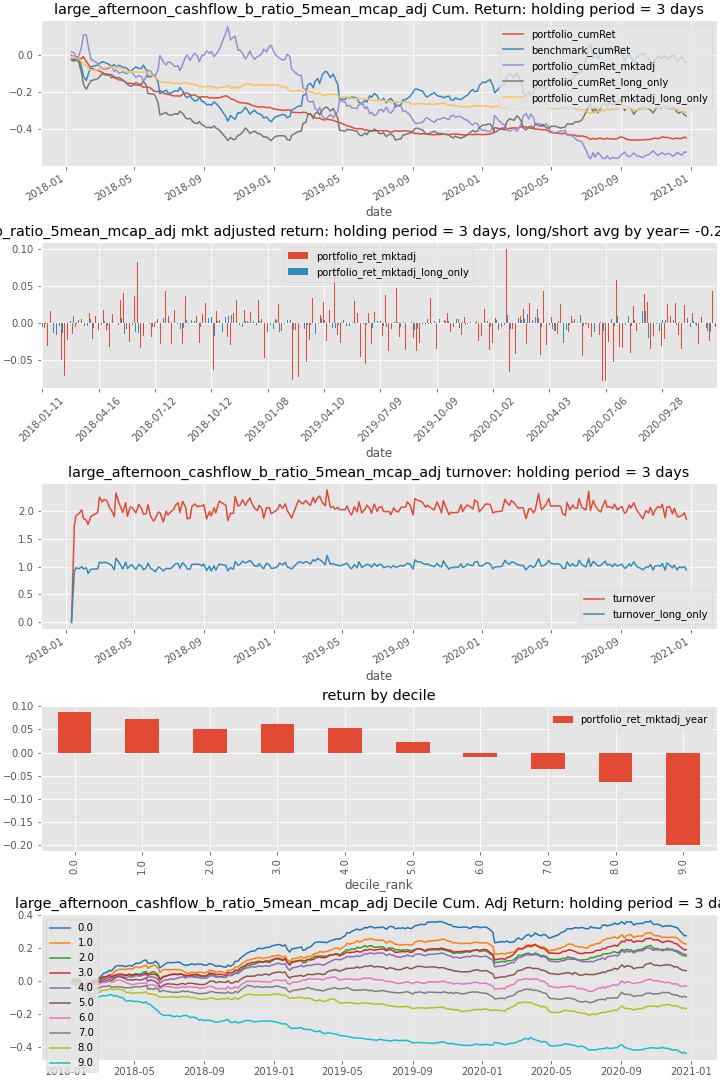 large_afternoon_cashflow_b_ratio_5mean_mcap_adj Cum. Return: holding period = 3 days
portfolio_cumRet
benchmark_cumRet
portfolio_cumRet_mktadj
portfolio_cumRet_long_only
portfolio_cumRet_mktadj_long_only
0.0
−0.2
−0.4
2018-01 2018-05 2018-09 2019-01 2019-05 2019-09 2020-01 2020-05 2020-09 2021-01
date
o_ratio_5mean_mcap_adj mkt adjusted return: holding period = 3 days, long/short avg by year= -0.2
portfolio_ret_mktadj
portfolio_ret_mktadj_long_only
0.10
0.05
0.00
−0.05
2018-01-11 2018-04-16 2018-07-12 2018-10-12 2019-01-08 2019-04-10 2019-07-09 2019-10-09 2020-01-02 2020-04-03 2020-07-06 2020-09-28
date
large_afternoon_cashflow_b_ratio_5mean_mcap_adj turnover: holding period = 3 days
2.0
1.5
1.0
0.5
0.0
turnover
turnover_long_only
2018-01 2018-05 2018-09 2019-01 2019-05 2019-09 2020-01 2020-05 2020-09 2021-01
date
return by decile
portfolio_ret_mktadj_year
0.10
0.05
0.00
−0.05
−0.10
−0.15
−0.20
0.0 1.0 2.0 3.0 4.0 5.0 6.0 7.0 8.0 9.0
decile_rank
large_afternoon_cashflow_b_ratio_5mean_mcap_adj Decile Cum. Adj Return: holding period = 3 da
0.4
0.2
0.0
−0.2
−0.4
0.0
1.0
2.0
3.0
4.0
5.0
6.0
7.0
8.0
9.0
2018-01 2018-05 2018-09 2019-01 2019-05 2019-09 2020-01 2020-05 2020-09 2021-01